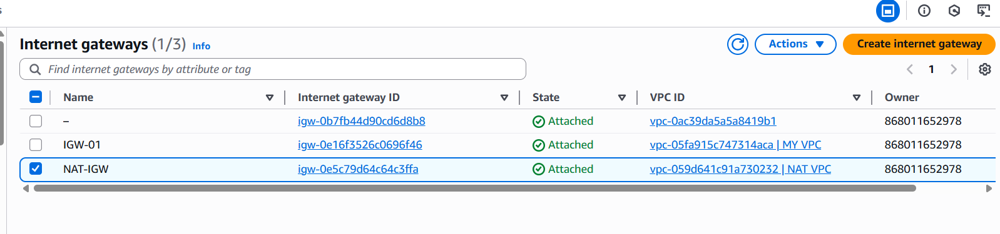 Internet gateways (1/3) Info
Actions
Create internet gateway
Find internet gateways by attribute or tag
1
Name Internet gateway ID State VPC ID Owner
– igw-0b7fb44d90cd6d8b8 Attached vpc-0ac39da5a5a8419b1 868011652978
IGW-01 igw-0e16f3526c0696f46 Attached vpc-05fa915c747314aca | MY VPC 868011652978
NAT-IGW igw-0e5c79d64c64c3ffa Attached vpc-059d641c91a730232 | NAT VPC 868011652978